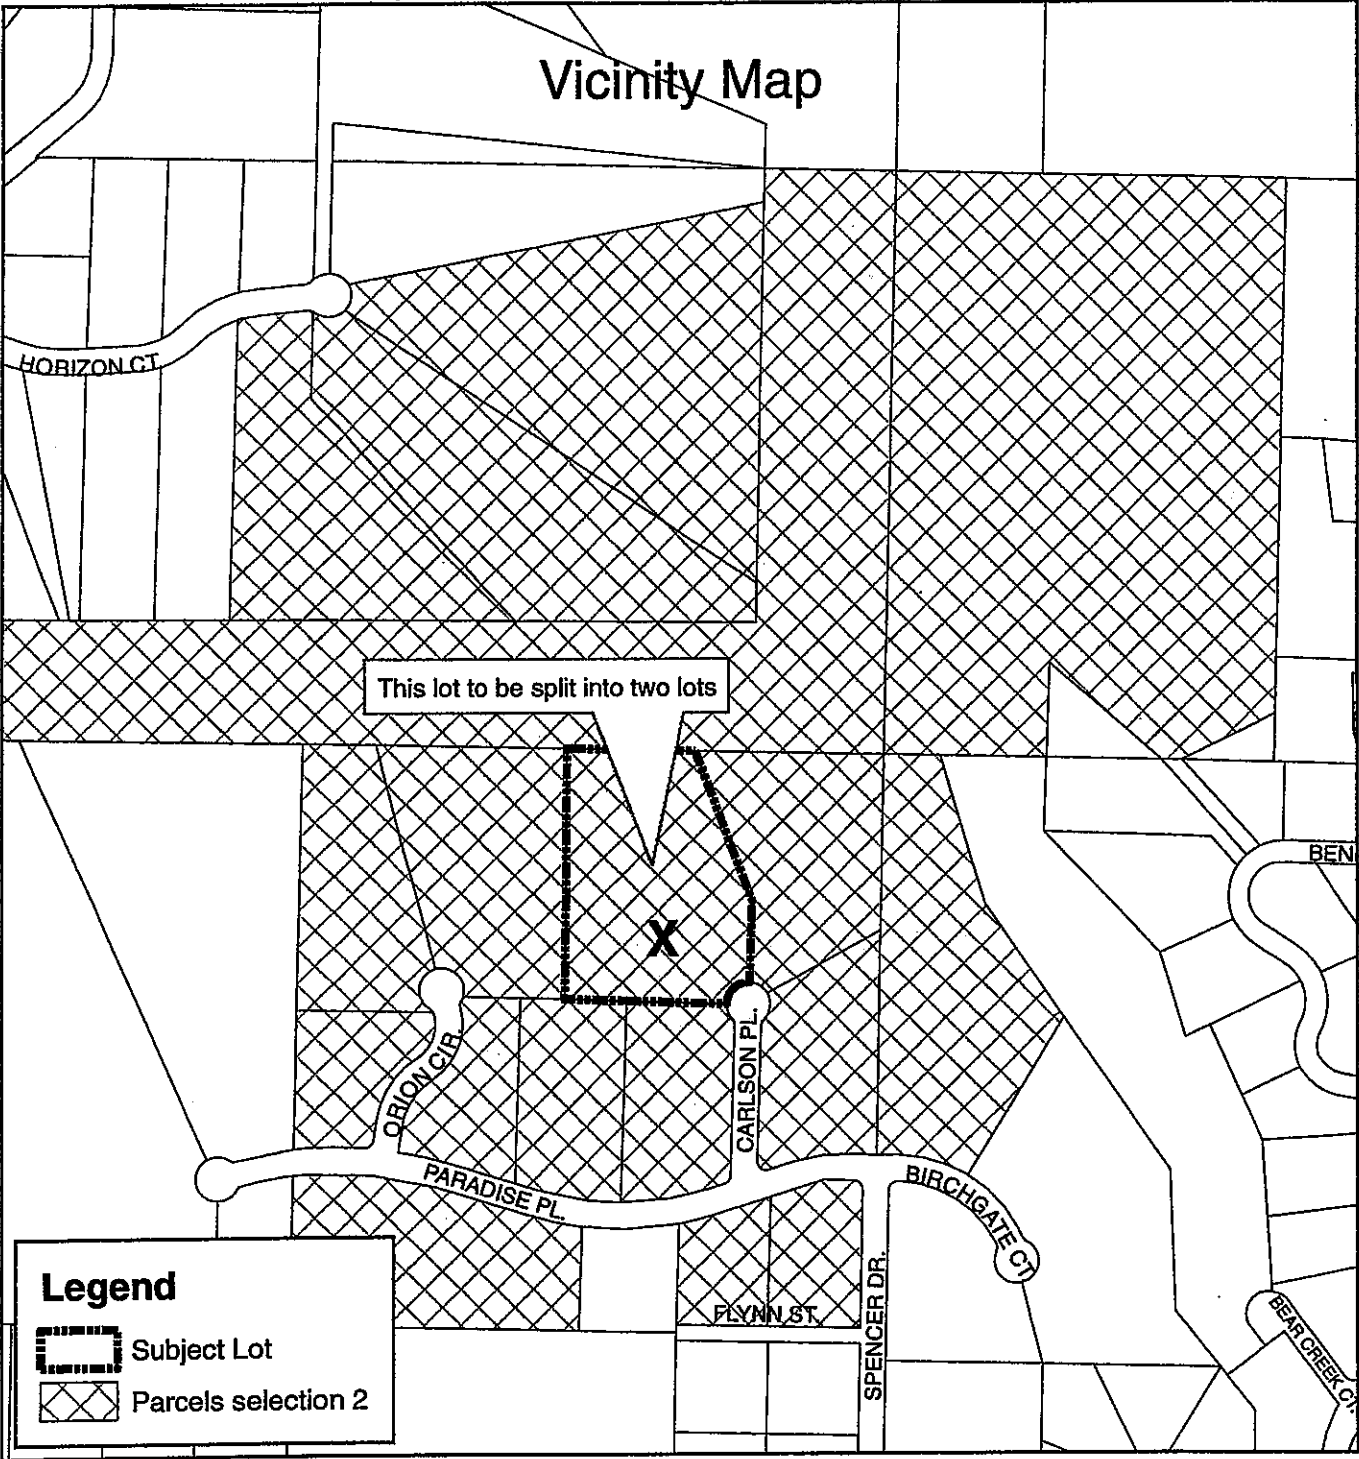 Vicinity Map
HORIZON CT
This lot to be split into two lots
BEN
X
ORION CIR.
CARLSON PL.
PARADISE PL.
BIRCHGATE CT
SPENCER DR.
FLYNN ST.
BEAR CREEK CT.
Legend
Subject Lot
Parcels selection 2